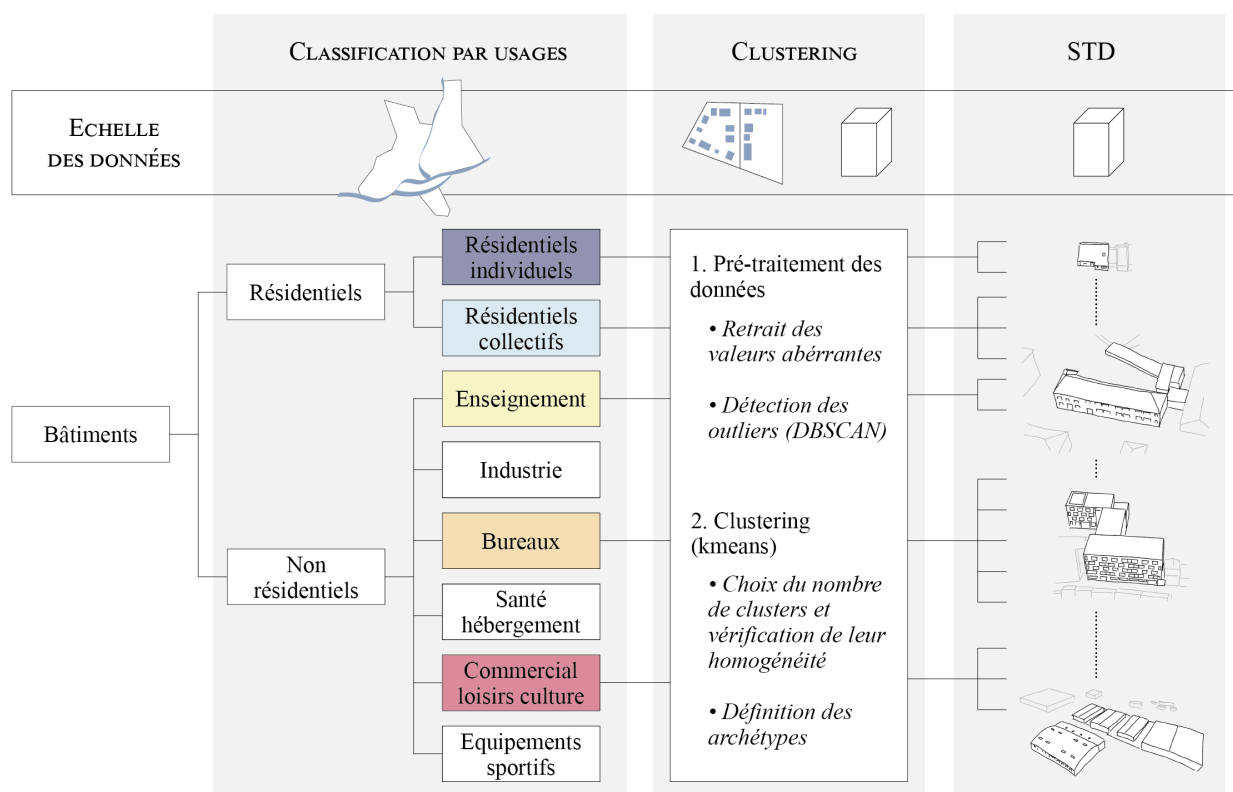 CLASSIFICATION PAR USAGES
CLUSTERING
STD
ECHELLE
DES DONNÉES
Bâtiments
Résidentiels
Non
résidentiels
Résidentiels
individuels
Résidentiels
collectifs
Enseignement
Industrie
Bureaux
Santé
hébergement
Commercial
loisirs culture
Equipements
sportifs
1. Pré-traitement des
données
• Retrait des
valeurs abérrantes
• Détection des
outliers (DBSCAN)
2. Clustering
(kmeans)
• Choix du nombre
de clusters et
vérification de leur
homogénéité
• Définition des
archétypes